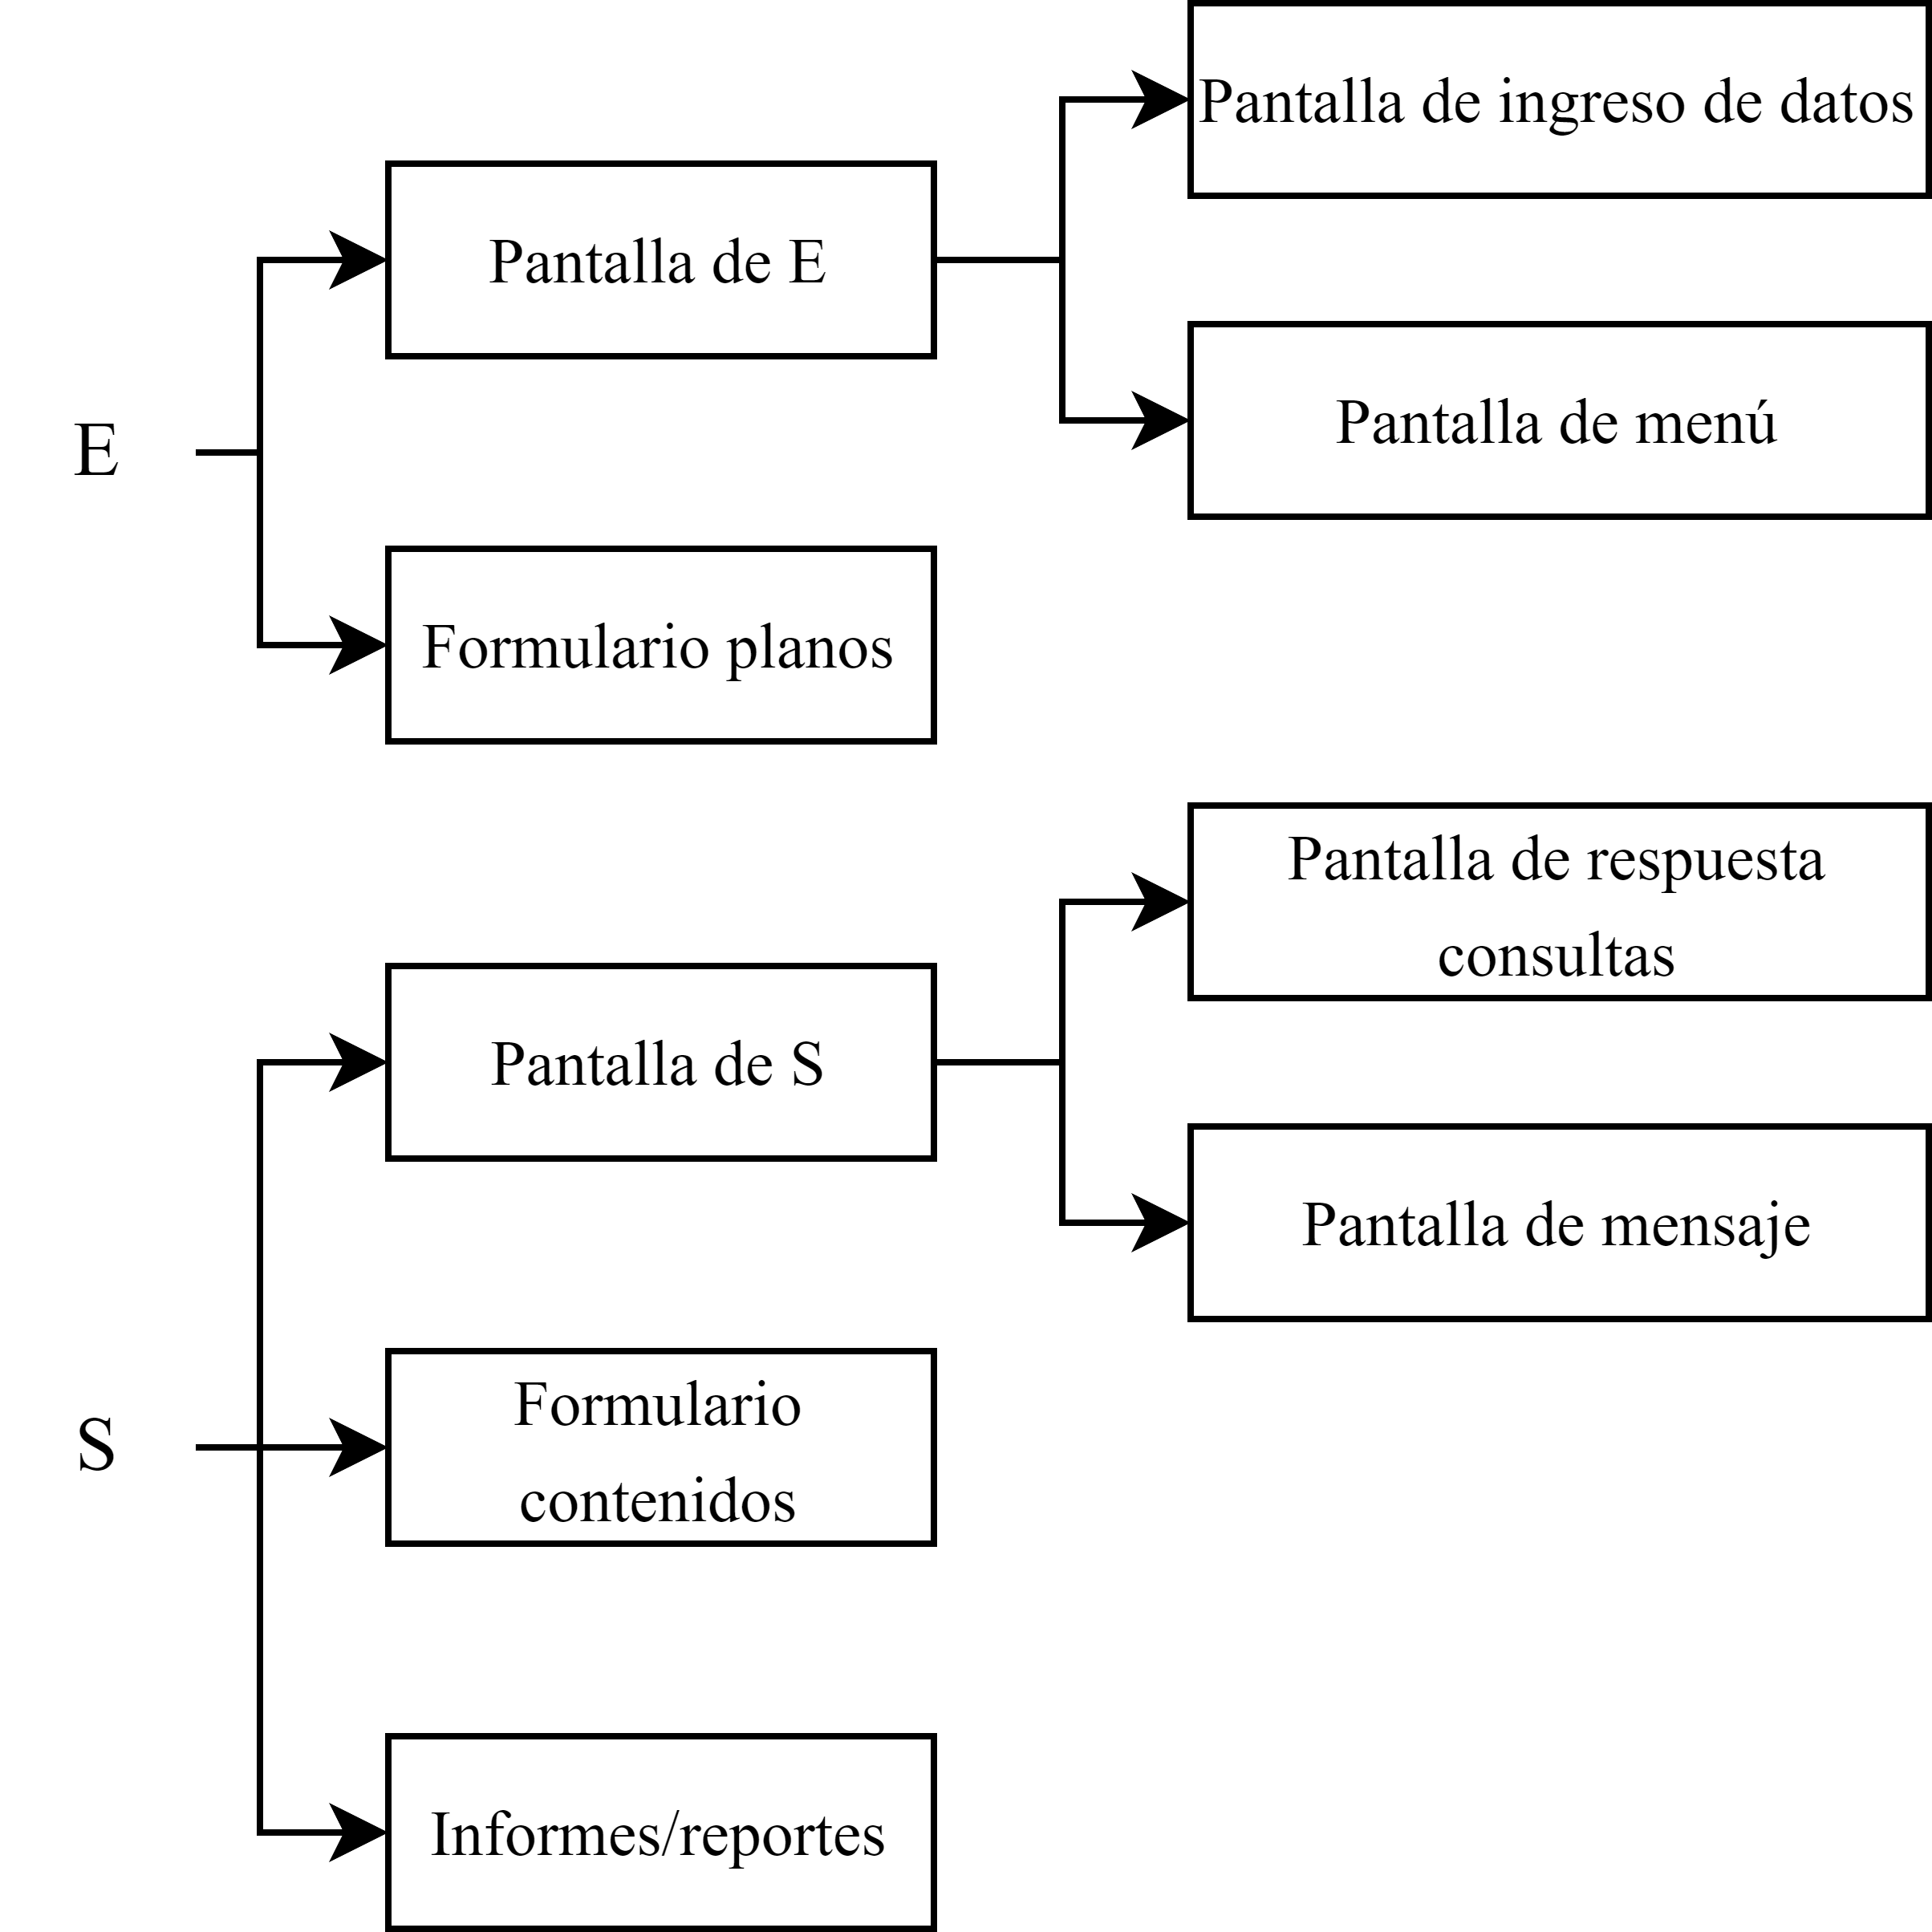 Pantalla de ingreso de datos
Pantalla de E
Pantalla de menú
E
Formulario planos
Pantalla de respuesta
consultas
Pantalla de S
Pantalla de mensaje
Formulario
contenidos
S
Informes/reportes